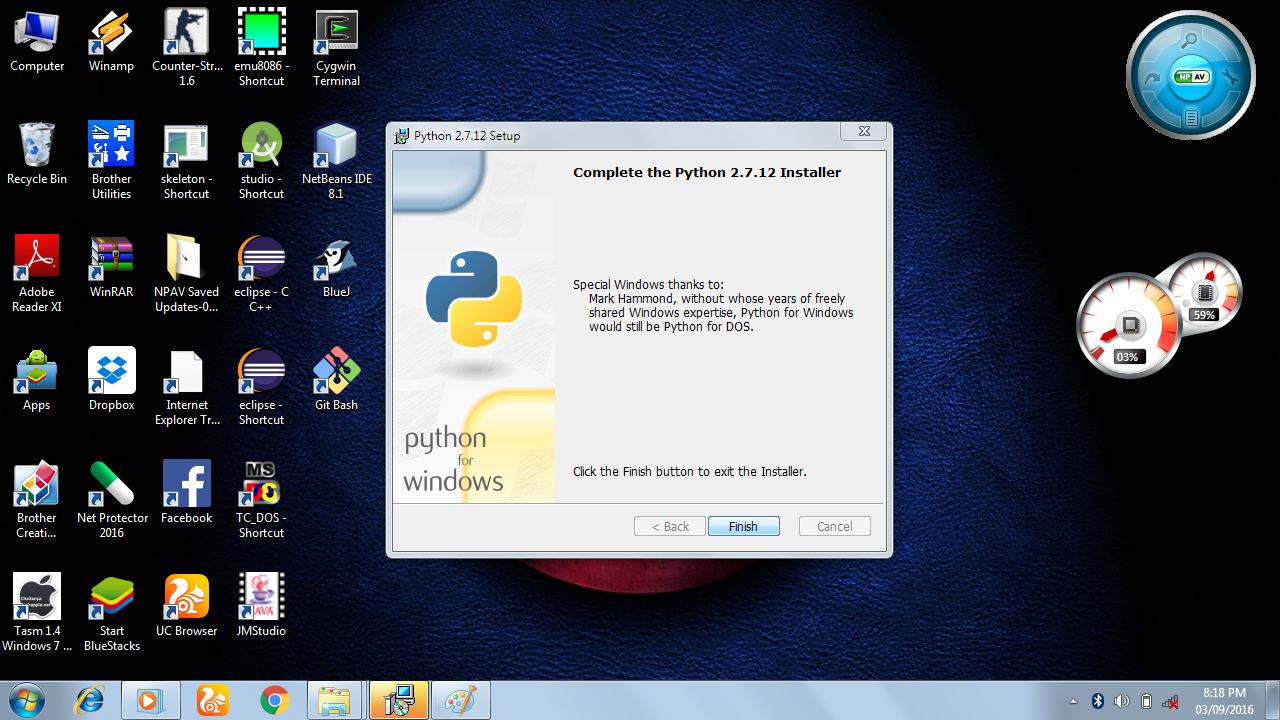 Computer
Winamp
Counter-Str...
1.6
emu8086 -
Shortcut
Cygwin
Terminal
Recycle Bin
Brother
Utilities
skeleton -
Shortcut
studio -
Shortcut
NetBeans IDE
8.1
Adobe
Reader XI
WinRAR
NPAV Saved
Updates-0...
eclipse - C
C++
BlueJ
Apps
Dropbox
Internet
Explorer Tr...
eclipse -
Shortcut
Git Bash
Brother
Creati...
Net Protector
2016
Facebook
MS
TC_DOS -
Shortcut
Chaitanya
Tasm 1.4
Windows 7 ...
Start
BlueStacks
UC Browser
JAVA
JMStudio
Python 2.7.12 Setup
Complete the Python 2.7.12 Installer
Special Windows thanks to:
Mark Hammond, without whose years of freely
shared Windows expertise, Python for Windows
would still be Python for DOS.
python
for
windows
Click the Finish button to exit the Installer.
< Back
Finish
Cancel
NP AV
59%
03%
8:18 PM
03/09/2016